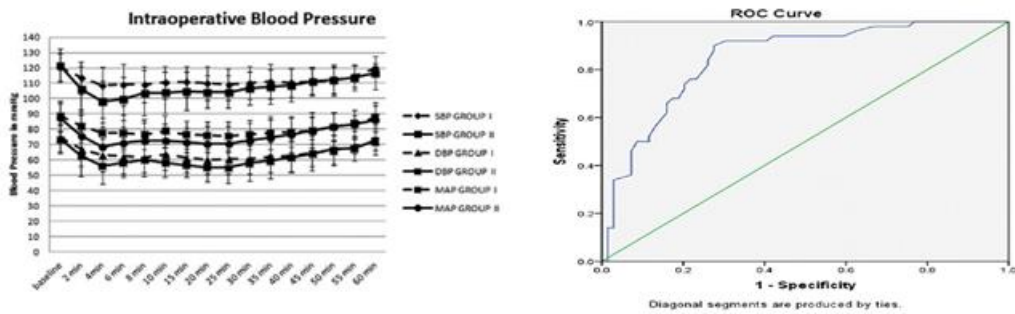 Intraoperative Blood Pressure
Blood Pressure in mmHg
140
130
120
110
100
90
80
70
60
50
40
30
20
10
0
baseline
2 min
4min
6 min
8 min
10 min
15 min
20 min
25 min
30 min
35 min
40 min
45 min
50 min
55 min
60 min
SBP GROUP I
SBP GROUP II
DBP GROUP I
DBP GROUP II
MAP GROUP I
MAP GROUP II
ROC Curve
Sensitivity
1.0
0.8
0.6
0.4
0.2
0.0
0.0 0.2 0.4 0.6 0.8 1.0
1 - Specificity
Diagonal segments are produced by ties.